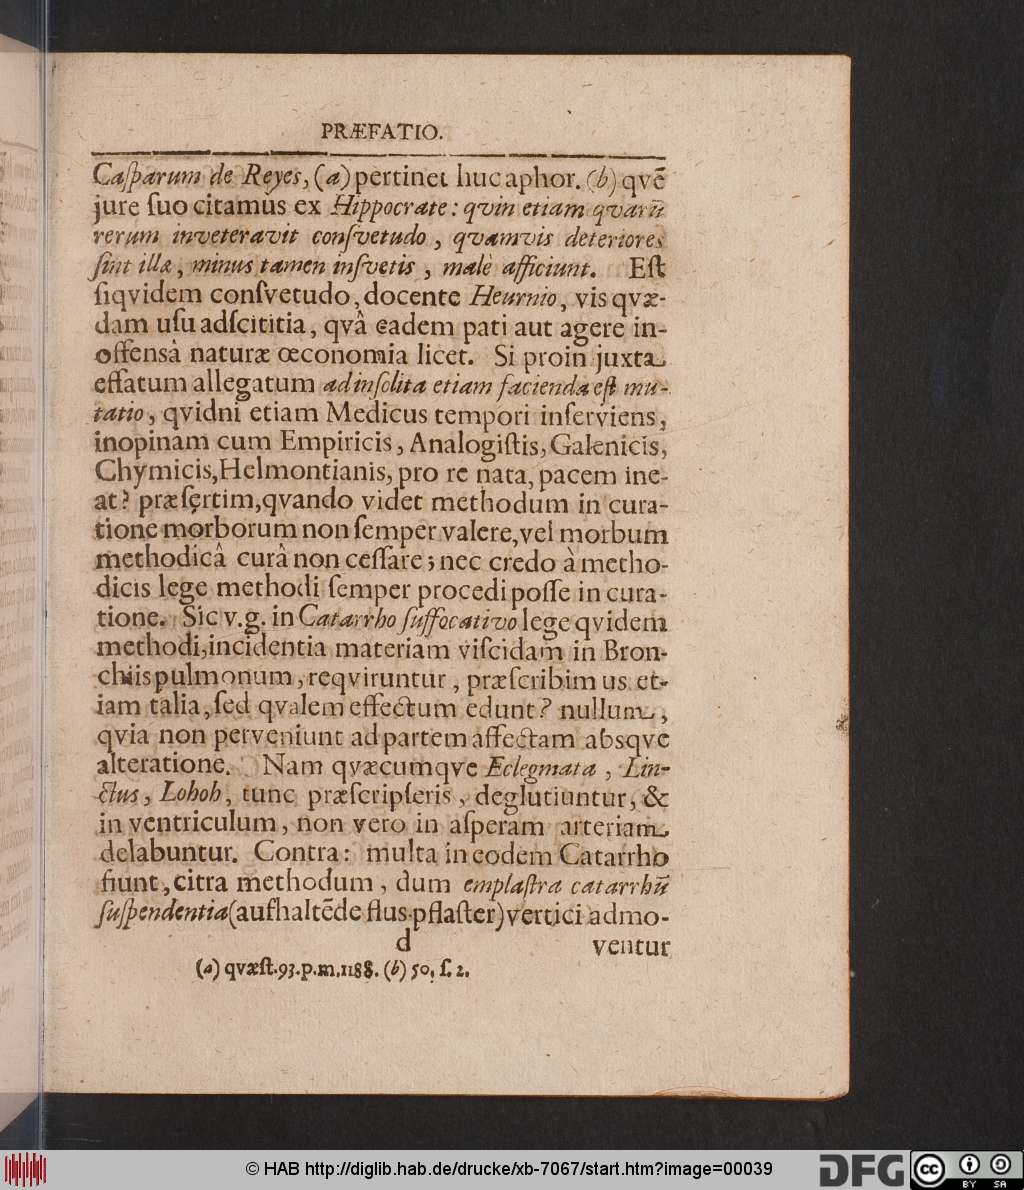 PRÆFATIO.
Caſparum de Reyes, (a) pertinet huc aphor. (b) qvē
jure ſuo citamus ex Hippocrate: qvin etiam qvarū
rerum inveteravit conſvetudo, qvamvis deteriores
ſint illæ, minus tamen inſvetis, malè afficiunt. Eſt
ſiqvidem conſvetudo, docente Heurnio, vis qvæ-
dam uſu adſcititia, qvâ eadem pati aut agere in-
offensâ naturæ œconomia licet. Si proin juxta
effatum allegatum ad inſolita etiam facienda eſt mu-
tatio, qvidni etiam Medicus tempori inſerviens,
inopinam cum Empiricis, Analogiſtis, Galenicis,
Chymicis, Helmontianis, pro re nata, pacem ine-
at? præſertim, qvando videt methodum in cura-
tione morborum non ſemper valere, vel morbum
methodicâ curâ non ceſſare; nec credo à metho-
dicis lege methodi ſemper procedi poſſe in cura-
tione. Sic v.g. in Catarrho ſuffocativo lege qvidem
methodi, incidentia materiam viſcidam in Bron-
chiis pulmonum, reqviruntur, præſcribimus et-
iam talia, ſed qvalem effectum edunt? nullum,
qvia non perveniunt ad partem affectam absqve
alteratione. Nam qvæcumqve Eclegmata, Lin-
ctus, Lohoh, tunc præſcripſeris, deglutiuntur, &
in ventriculum, non vero in aſperam arteriam
delabuntur. Contra: multa in eodem Catarrho
fiunt, citra methodum, dum emplaſtra catarrhū
ſuſpendentia (aufhaltēde flus-pflaſter) vertici admo-
d ventur
(a) qvæſt. 93. p. m. 1188. (b) 50. ſ. 2.
© HAB http://diglib.hab.de/drucke/xb-7067/start.htm?image=00039
DFG cc BY SA